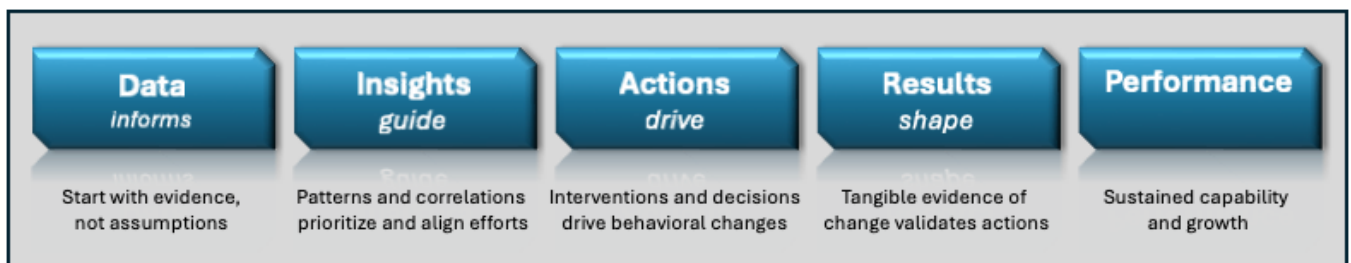 Data
informs
Start with evidence,
not assumptions
Insights
guide
Patterns and correlations
prioritize and align efforts
Actions
drive
Interventions and decisions
drive behavioral changes
Results
shape
Tangible evidence of
change validates actions
Performance
Sustained capability
and growth